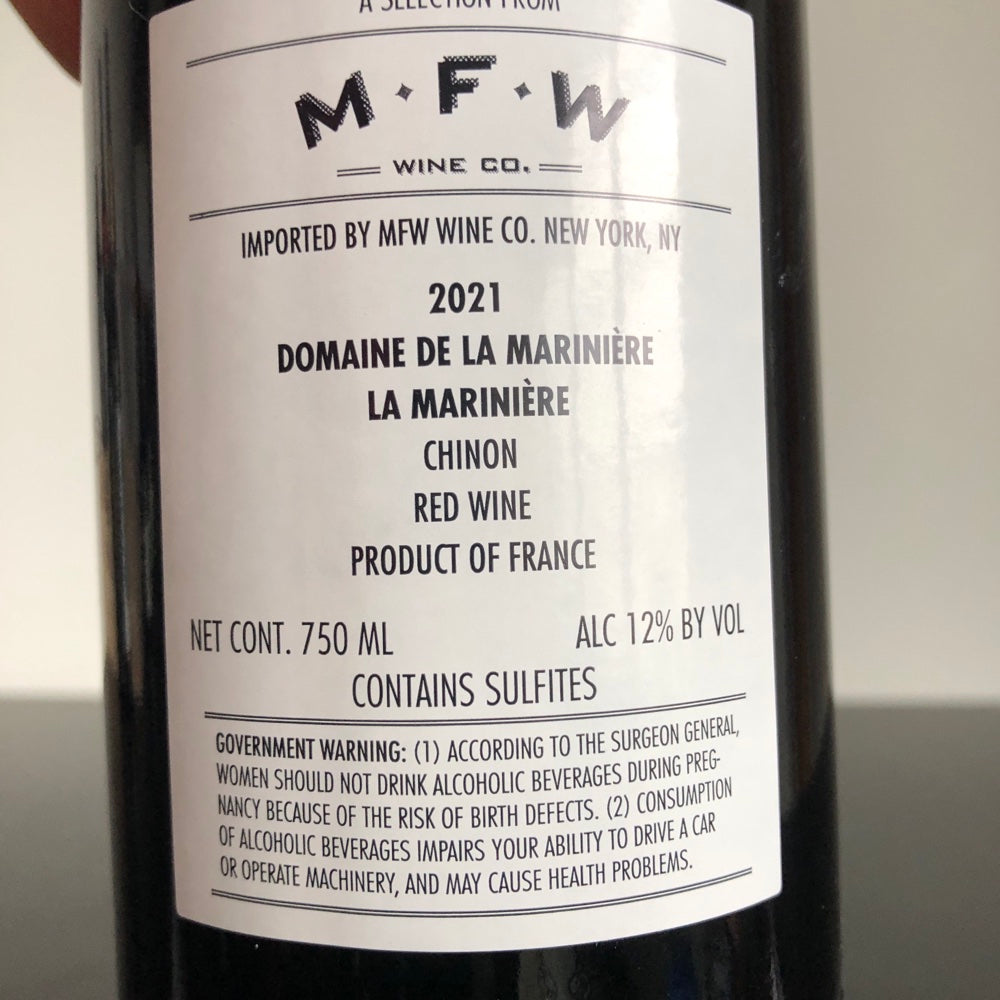 A SELECTION FROM
M·F·W
WINE CO.
IMPORTED BY MFW WINE CO. NEW YORK, NY
2021
DOMAINE DE LA MARINIÈRE
LA MARINIÈRE
CHINON
RED WINE
PRODUCT OF FRANCE
NET CONT. 750 ML ALC 12% BY VOL
CONTAINS SULFITES
GOVERNMENT WARNING: (1) ACCORDING TO THE SURGEON GENERAL,
WOMEN SHOULD NOT DRINK ALCOHOLIC BEVERAGES DURING PREG-
NANCY BECAUSE OF THE RISK OF BIRTH DEFECTS. (2) CONSUMPTION
OF ALCOHOLIC BEVERAGES IMPAIRS YOUR ABILITY TO DRIVE A CAR
OR OPERATE MACHINERY, AND MAY CAUSE HEALTH PROBLEMS.